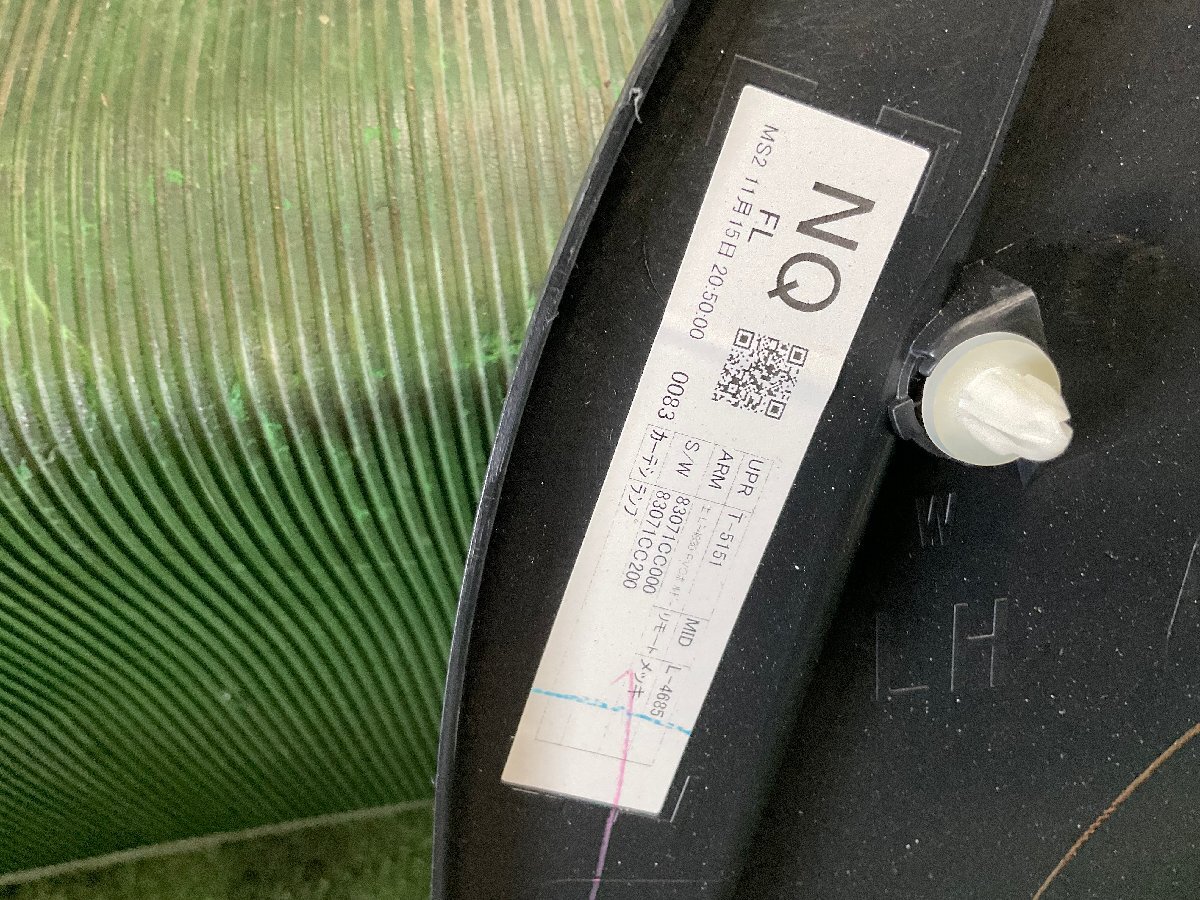 NQ
FL
MS2 11月15日 20:50:00
0083
UPR T-5151 MID L-4685
ARM リモート メッキ
S/W 83071CC000
カーテシランプ 83071CC200
W
LH